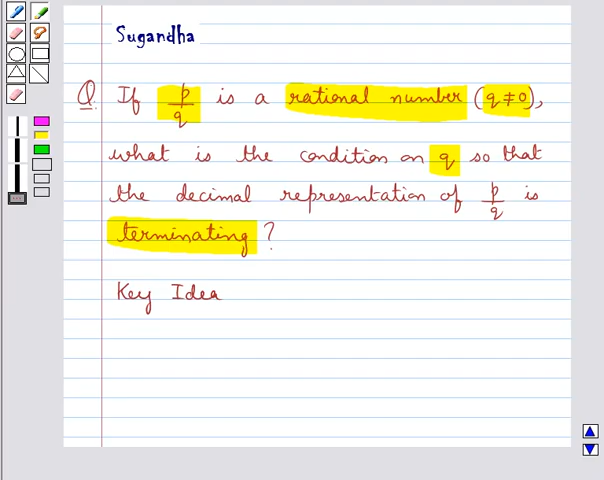 Sugandha
Q If p/q is a rational number (q ≠ 0),
what is the condition on q so that
the decimal representation of p/q is
terminating ?
Key Idea